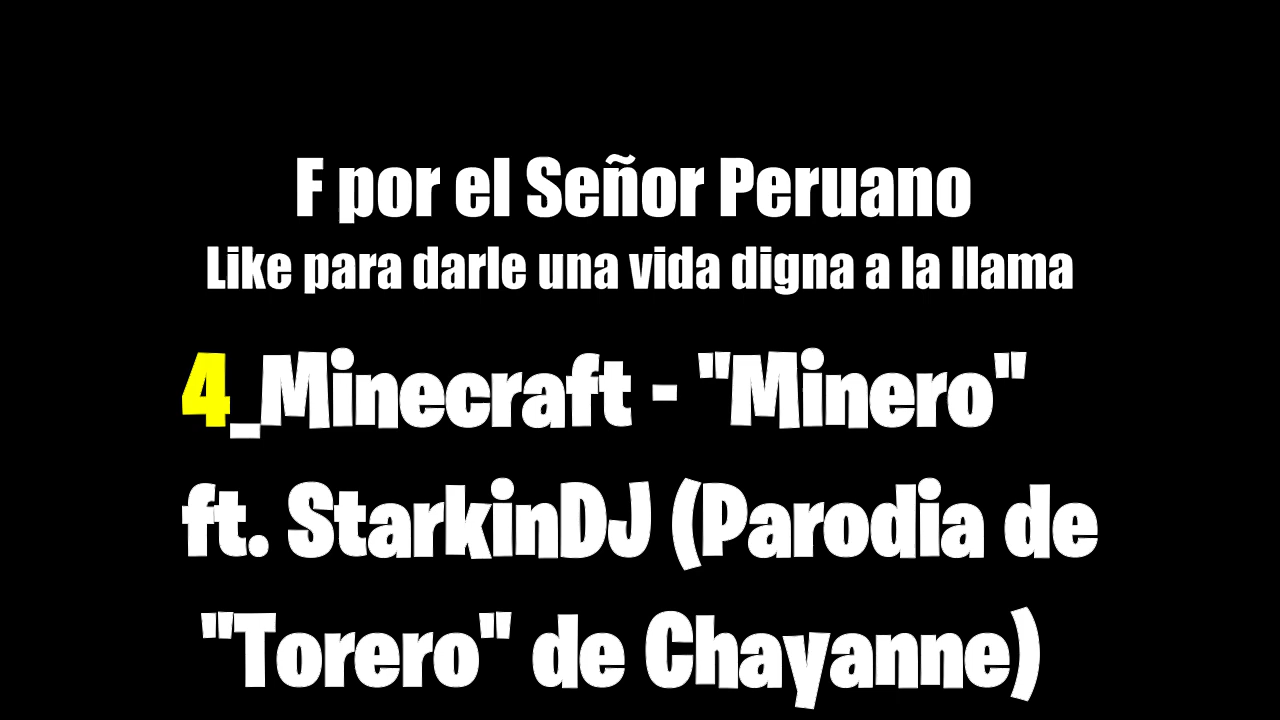 F por el Señor Peruano
Like para darle una vida digna a la llama
4_Minecraft - "Minero"
ft. StarkinDJ (Parodia de
"Torero" de Chayanne)